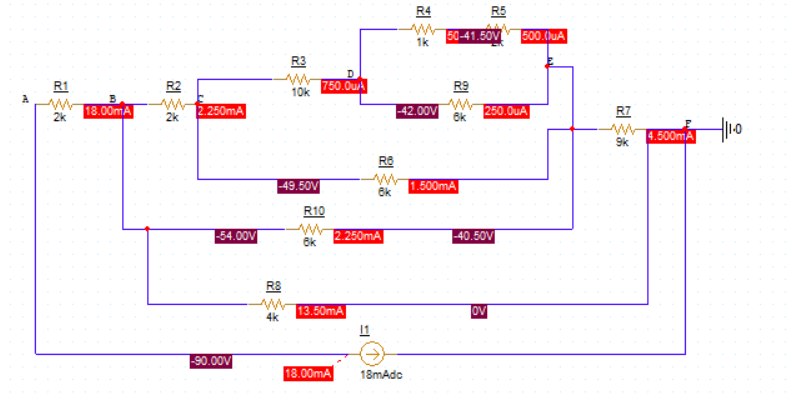 R4 R5
50 -41.50V 500.0uA
1k
E
R3 D
750.0uA
10k
R1 R2 R9
A B C
18.00mA 2.250mA -42.00V 250.0uA
2k 2k 6k
R7 F
4.500mA 0
9k
R6
-49.50V 1.500mA
6k
R10
-54.00V 2.250mA -40.50V
6k
R8
13.50mA 0V
4k
I1
-90.00V
18.00mA 18mAdc